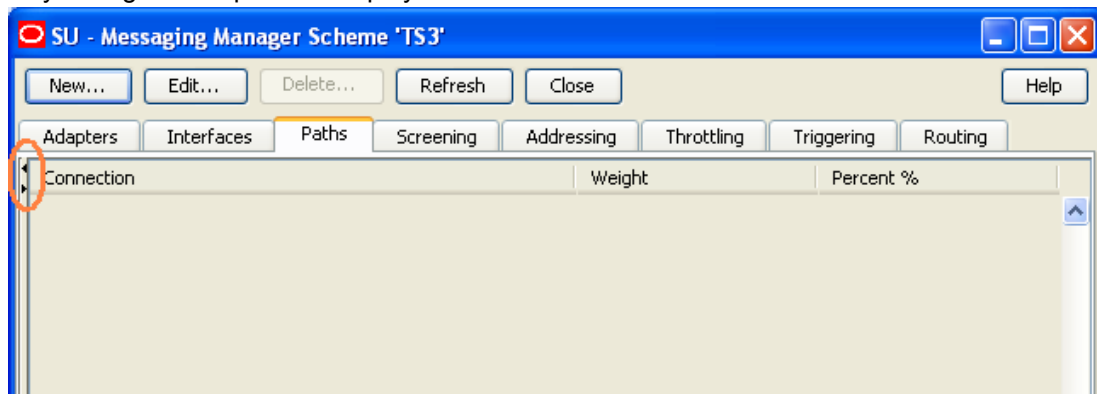 SU - Messaging Manager Scheme 'TS3'
New... Edit... Delete... Refresh Close Help
Adapters Interfaces Paths Screening Addressing Throttling Triggering Routing
Connection Weight Percent %